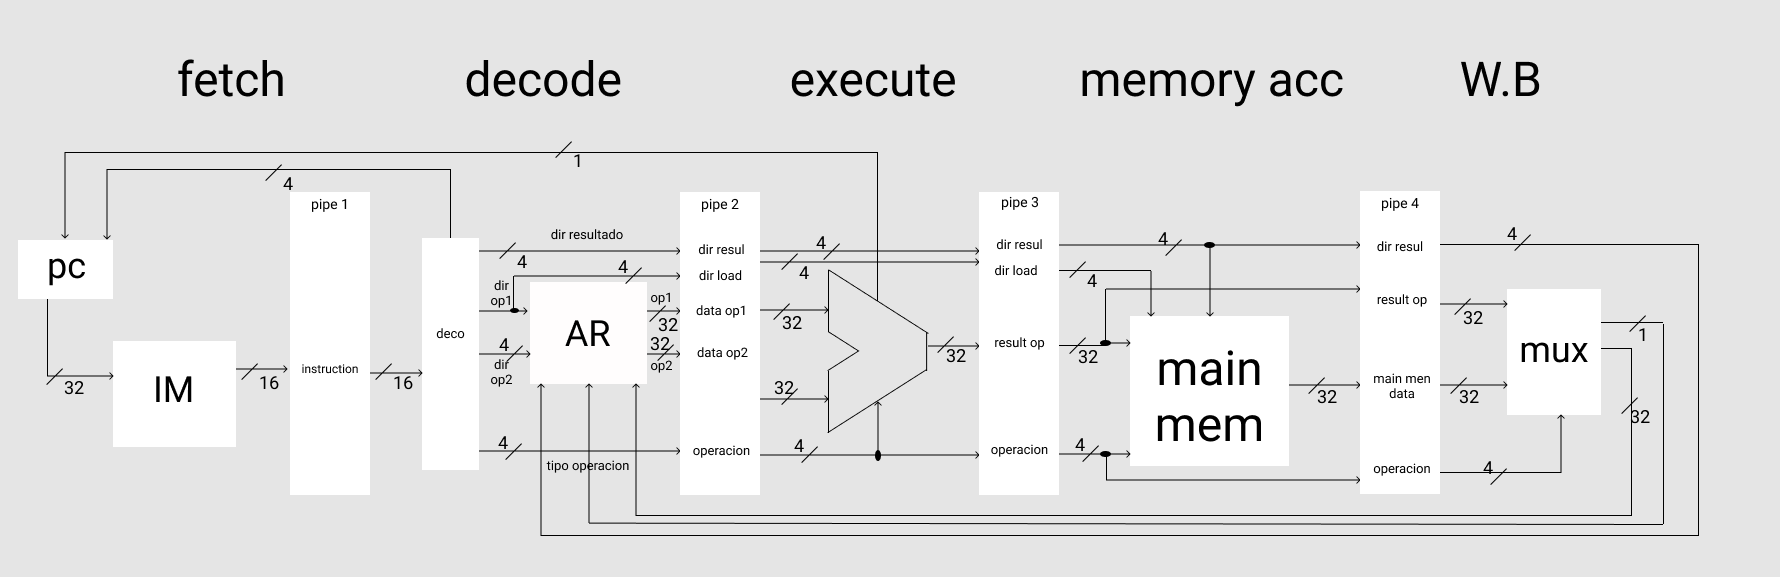 fetch
decode
execute
memory acc
W.B
1
4
pc
32
IM
16
pipe 1
instruction
16
deco
dir resultado
4
4
dir
op1
4
dir
op2
AR
op1
32
32
op2
4
tipo operacion
pipe 2
dir resul
dir load
data op1
data op2
operacion
4
4
32
32
4
32
pipe 3
dir resul
dir load
result op
operacion
4
4
32
4
main
mem
32
pipe 4
dir resul
result op
main men
data
operacion
4
32
32
4
mux
1
32